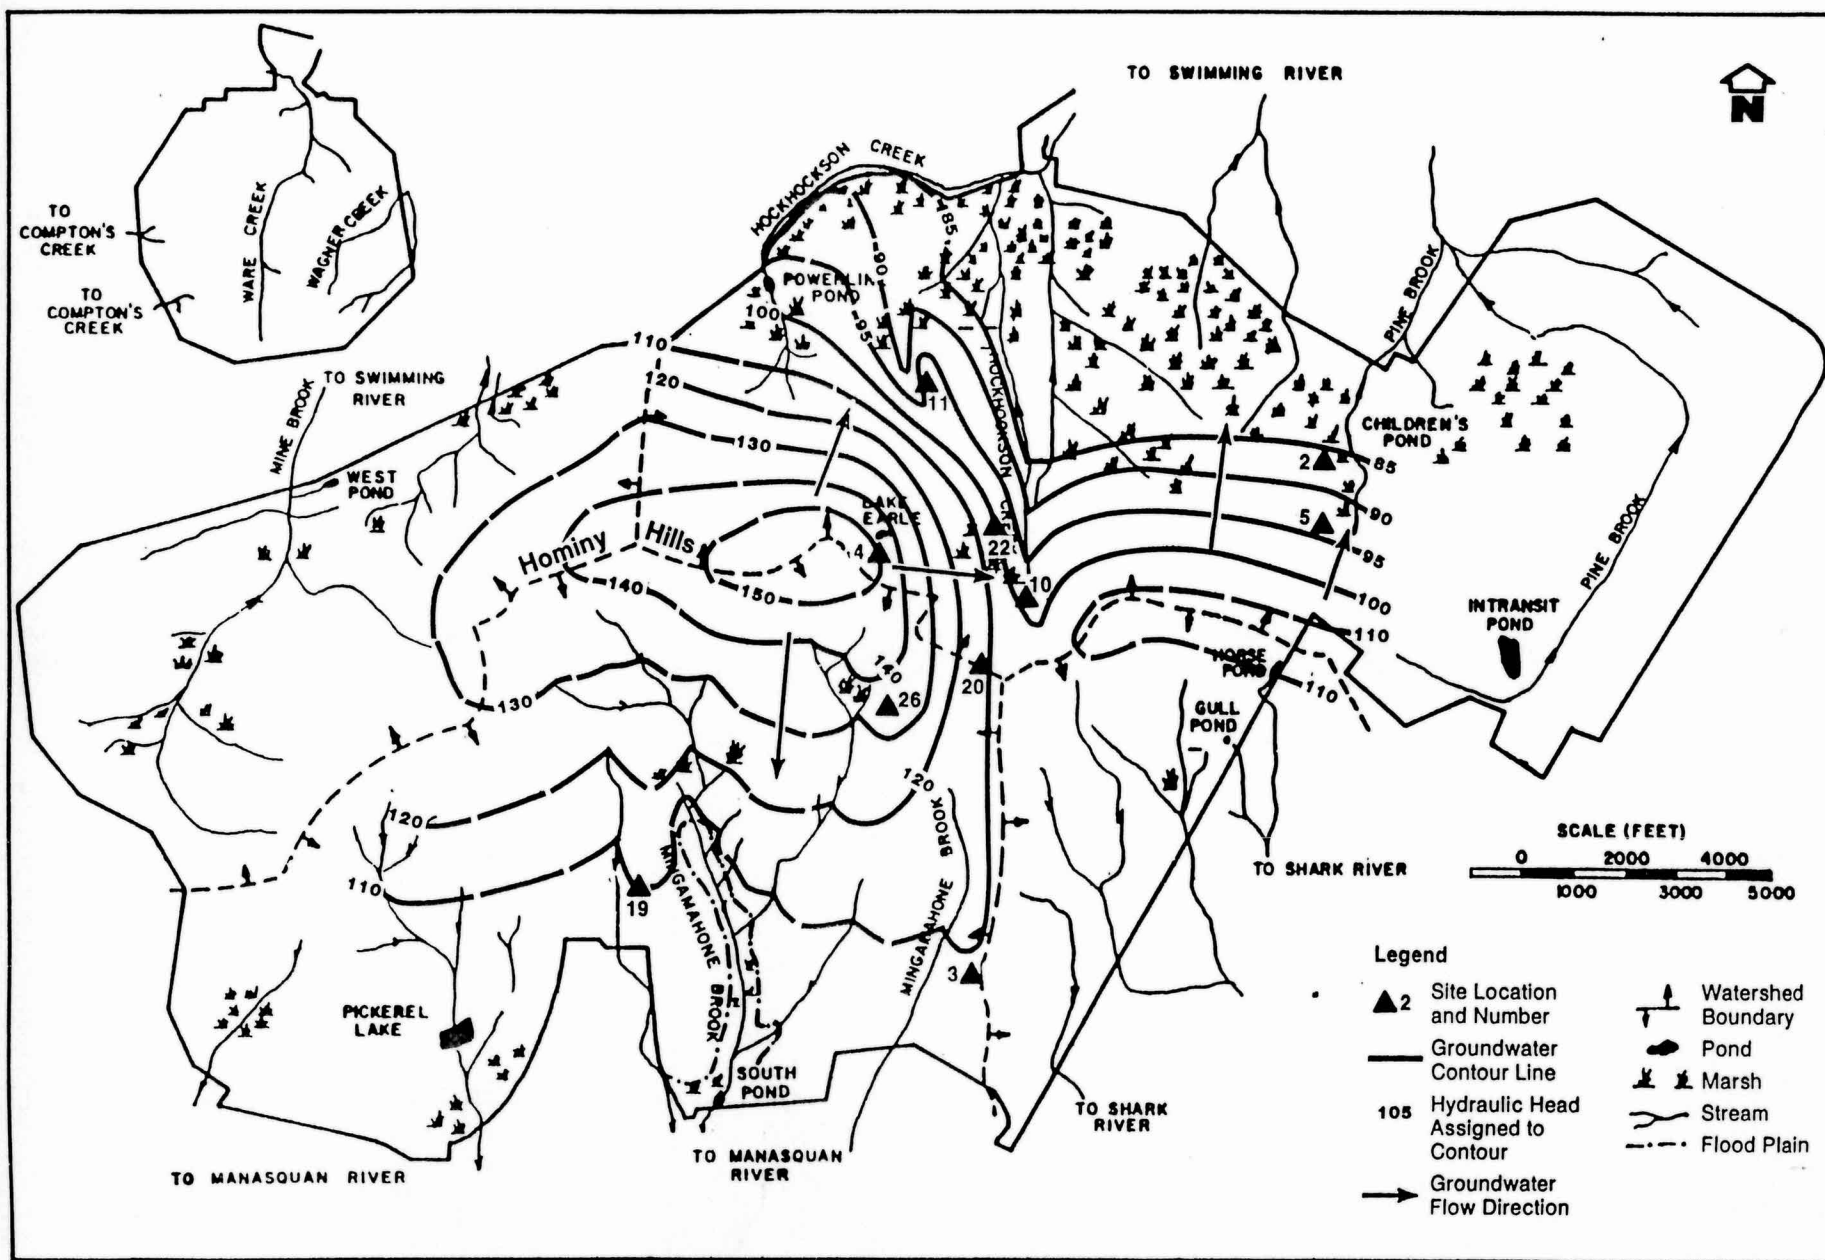 TO SWIMMING RIVER
N
HOCKHOCKSON CREEK
TO
COMPTON'S
CREEK
WARE CREEK
WAGNER CREEK
TO
COMPTON'S
CREEK
85
90
POWERLINE
POND
100
95
110
PINE BROOK
TO SWIMMING
RIVER
MINE BROOK
120
11
HOCKHOCKSON CREEK
130
CHILDREN'S
POND
2
85
WEST
POND
LAKE
EARLE
90
5
Hominy Hills
4
22
95
PINE BROOK
140
150
10
100
INTRANSIT
POND
110
HORSE
POND
140
20
110
130
26
GULL
POND
120
120
MINGAMAHONE BROOK
SCALE (FEET)
0 2000 4000
1000 3000 5000
TO SHARK RIVER
110
19
MINGAMAHONE BROOK
3
PICKEREL
LAKE
SOUTH
POND
TO SHARK
RIVER
TO MANASQUAN
RIVER
TO MANASQUAN RIVER
Legend
2 Site Location
and Number
Groundwater
Contour Line
105 Hydraulic Head
Assigned to
Contour
Groundwater
Flow Direction
Watershed
Boundary
Pond
Marsh
Stream
Flood Plain